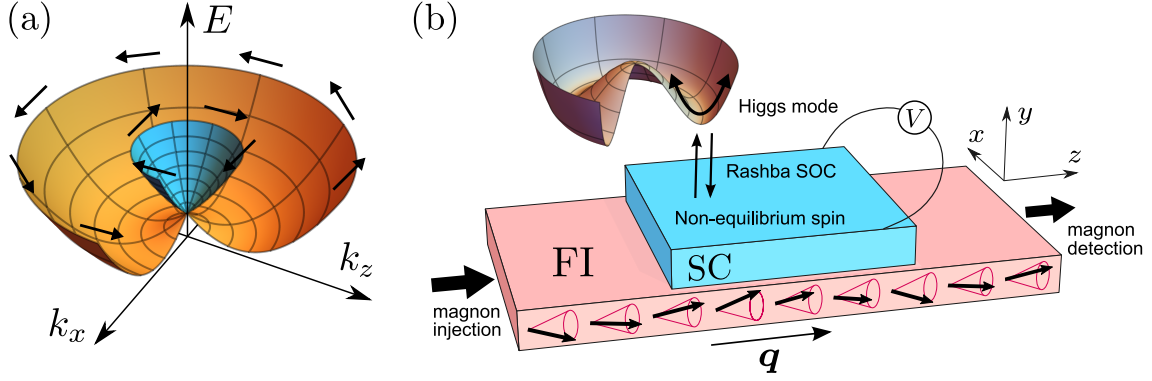 (a)
E
k_z
k_x
(b)
Higgs mode
V
Rashba SOC
Non-equilibrium spin
x
y
z
FI
SC
magnon
injection
magnon
detection
q